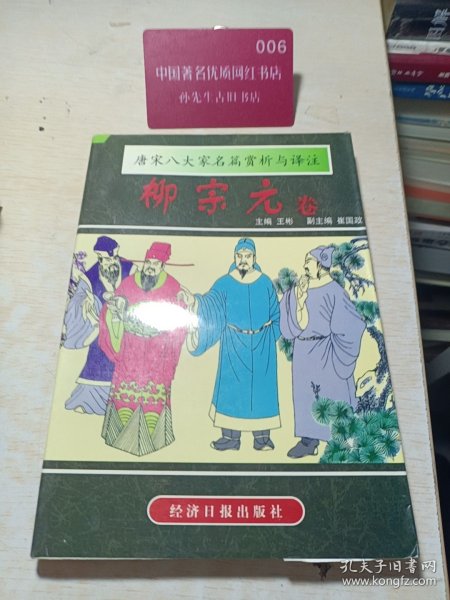 006
中国著名优质网红书店
孙先生古旧书店
唐宋八大家名篇赏析与译注
柳宗元卷
主编 王彬 副主编 崔国政
经济日报出版社
孔夫子旧书网
www.kongfz.com